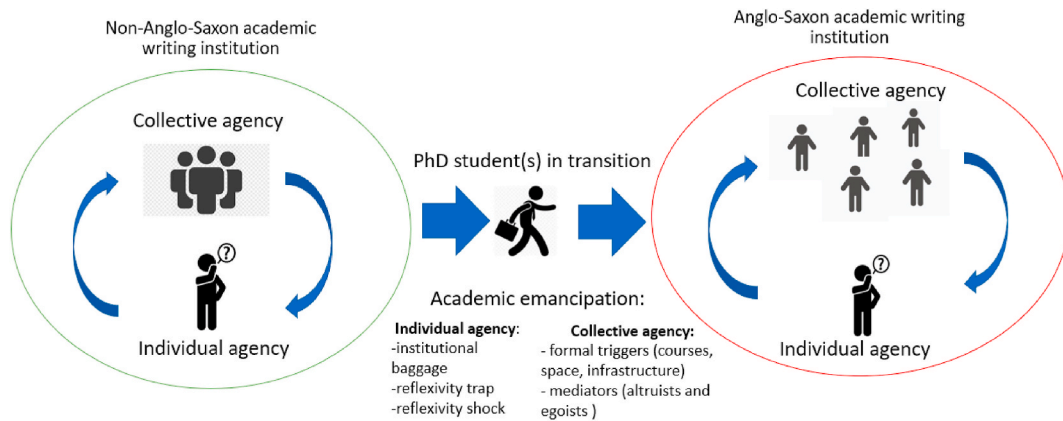 Non-Anglo-Saxon academic
writing institution
Collective agency
?
Individual agency
PhD student(s) in transition
Academic emancipation:
Individual agency:
-institutional
baggage
-reflexivity trap
-reflexivity shock
Collective agency:
- formal triggers (courses,
space, infrastructure)
- mediators (altruists and
egoists )
Anglo-Saxon academic writing
institution
Collective agency
?
Individual agency